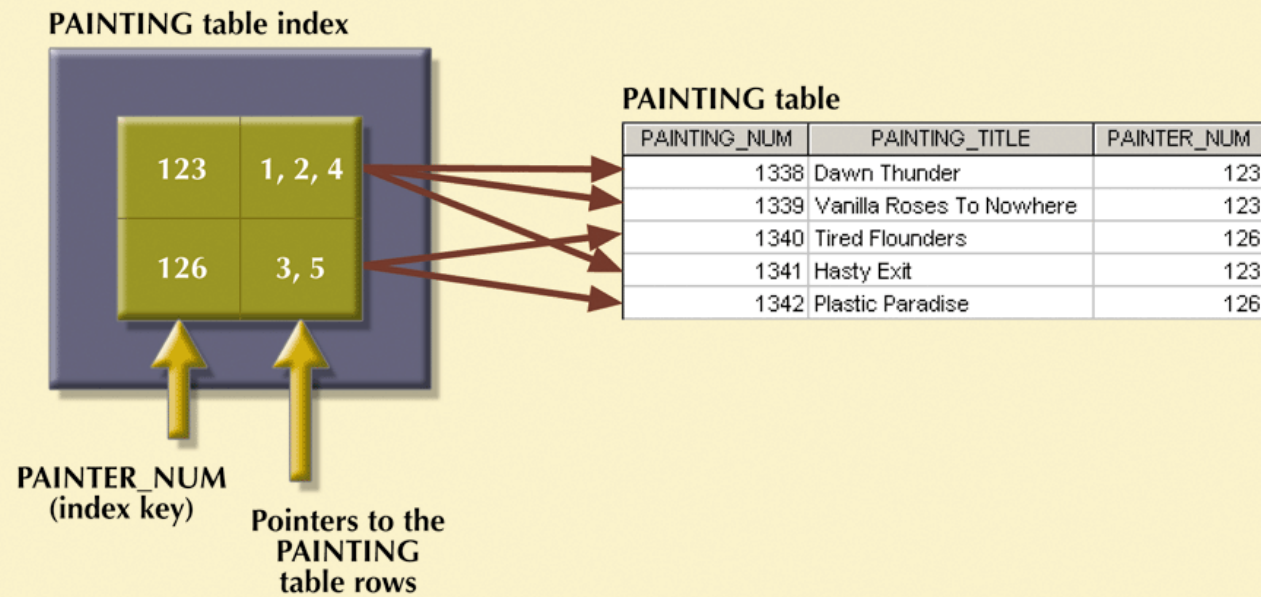 PAINTING table index
123 1, 2, 4
126 3, 5
PAINTER_NUM
(index key)
Pointers to the
PAINTING
table rows
PAINTING table
PAINTING_NUM PAINTING_TITLE PAINTER_NUM
1338 Dawn Thunder 123
1339 Vanilla Roses To Nowhere 123
1340 Tired Flounders 126
1341 Hasty Exit 123
1342 Plastic Paradise 126